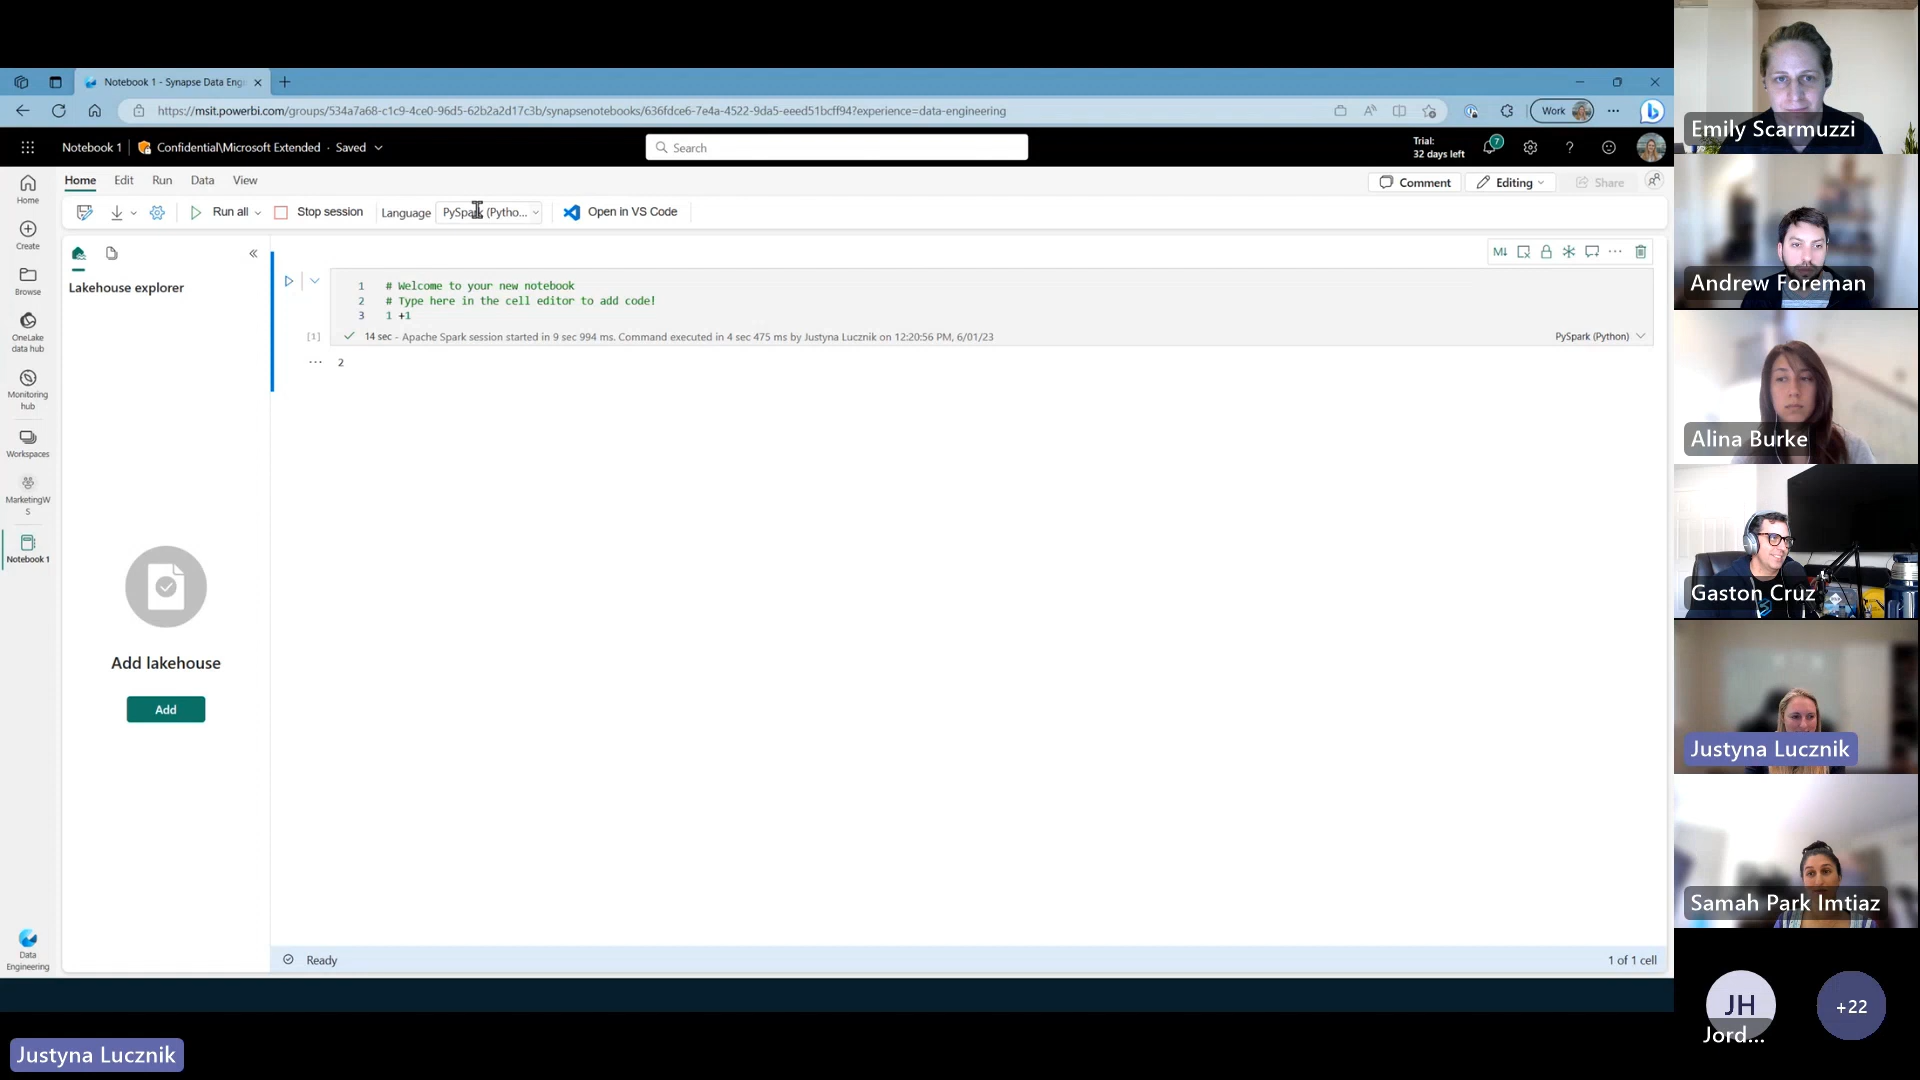 Notebook 1 - Synapse Data Eng
https://msit.powerbi.com/groups/534a7a68-c1c9-4ce0-96d5-62b2a2d17c3b/synapsenotebooks/636fdce6-7e4a-4522-9da5-eeed51bcff94?experience=data-engineering
Work
Notebook 1 Confidential\Microsoft Extended · Saved
Search
Trial:
32 days left
7
Home Edit Run Data View
Comment Editing Share
Run all Stop session Language PySpark (Pytho... Open in VS Code
Home
Create
Browse
OneLake
data hub
Monitoring
hub
Workspaces
MarketingW
S
Notebook 1
Data
Engineering
Lakehouse explorer
Add lakehouse
Add
M↓
1 # Welcome to your new notebook
2 # Type here in the cell editor to add code!
3 1 +1
[1] 14 sec - Apache Spark session started in 9 sec 994 ms. Command executed in 4 sec 475 ms by Justyna Lucznik on 12:20:56 PM, 6/01/23
PySpark (Python)
2
Ready
1 of 1 cell
Emily Scarmuzzi
Andrew Foreman
Alina Burke
Gaston Cruz
Justyna Lucznik
Samah Park Imtiaz
JH
Jord...
+22
Justyna Lucznik